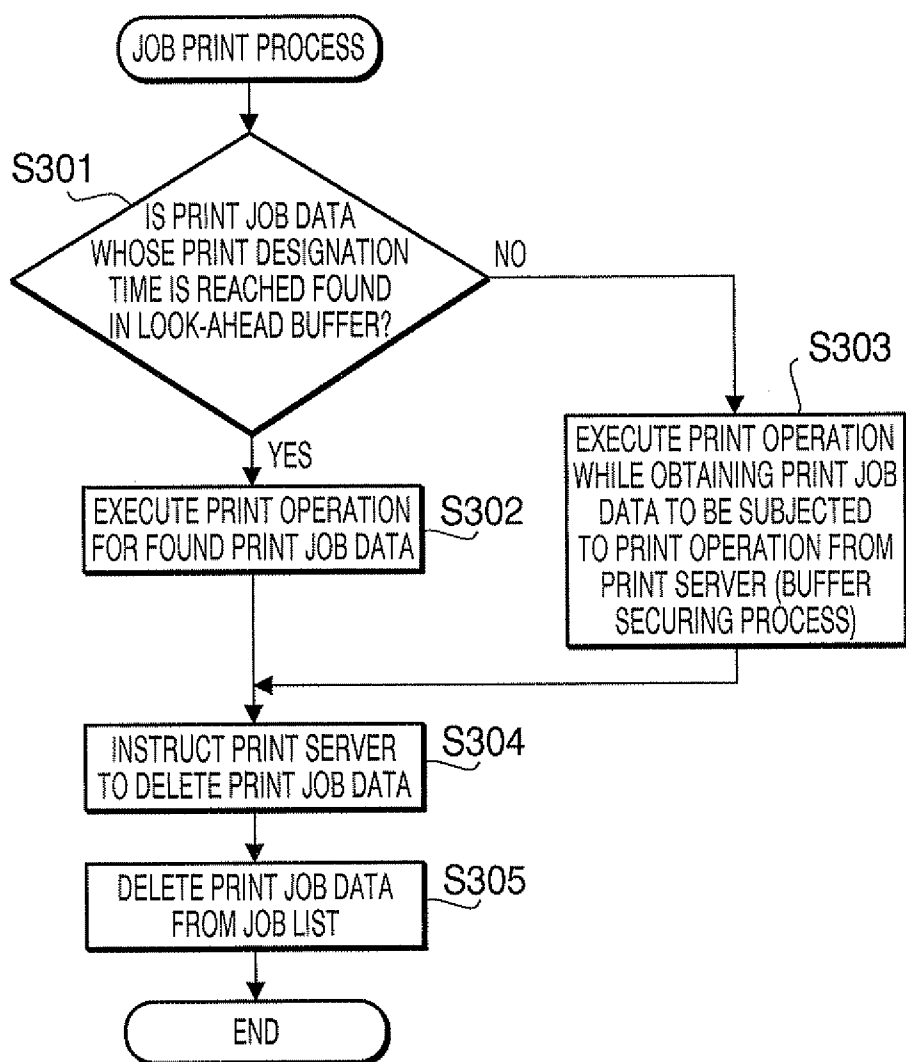 JOB PRINT PROCESS
S301
IS PRINT JOB DATA
WHOSE PRINT DESIGNATION
TIME IS REACHED FOUND
IN LOOK-AHEAD BUFFER?
NO
YES
S303
EXECUTE PRINT OPERATION
WHILE OBTAINING PRINT JOB
DATA TO BE SUBJECTED
TO PRINT OPERATION FROM
PRINT SERVER (BUFFER
SECURING PROCESS)
EXECUTE PRINT OPERATION
FOR FOUND PRINT JOB DATA
S302
INSTRUCT PRINT SERVER
TO DELETE PRINT JOB DATA
S304
DELETE PRINT JOB DATA
FROM JOB LIST
S305
END